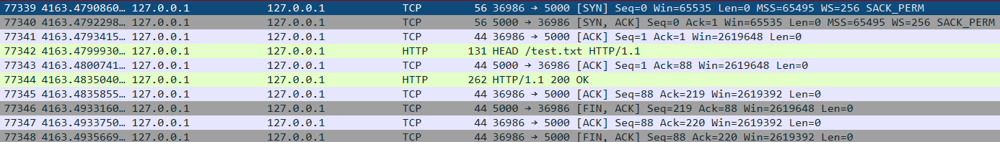 77339 4163.4790860… 127.0.0.1 127.0.0.1 TCP 56 36986 → 5000 [SYN] Seq=0 Win=65535 Len=0 MSS=65495 WS=256 SACK_PERM
77340 4163.4792298… 127.0.0.1 127.0.0.1 TCP 56 5000 → 36986 [SYN, ACK] Seq=0 Ack=1 Win=65535 Len=0 MSS=65495 WS=256 SACK_PERM
77341 4163.4793415… 127.0.0.1 127.0.0.1 TCP 44 36986 → 5000 [ACK] Seq=1 Ack=1 Win=2619648 Len=0
77342 4163.4799930… 127.0.0.1 127.0.0.1 HTTP 131 HEAD /test.txt HTTP/1.1
77343 4163.4800741… 127.0.0.1 127.0.0.1 TCP 44 5000 → 36986 [ACK] Seq=1 Ack=88 Win=2619648 Len=0
77344 4163.4835040… 127.0.0.1 127.0.0.1 HTTP 262 HTTP/1.1 200 OK
77345 4163.4835855… 127.0.0.1 127.0.0.1 TCP 44 36986 → 5000 [ACK] Seq=88 Ack=219 Win=2619392 Len=0
77346 4163.4933160… 127.0.0.1 127.0.0.1 TCP 44 5000 → 36986 [FIN, ACK] Seq=219 Ack=88 Win=2619648 Len=0
77347 4163.4933750… 127.0.0.1 127.0.0.1 TCP 44 36986 → 5000 [ACK] Seq=88 Ack=220 Win=2619392 Len=0
77348 4163.4935669… 127.0.0.1 127.0.0.1 TCP 44 36986 → 5000 [FIN, ACK] Seq=88 Ack=220 Win=2619392 Len=0